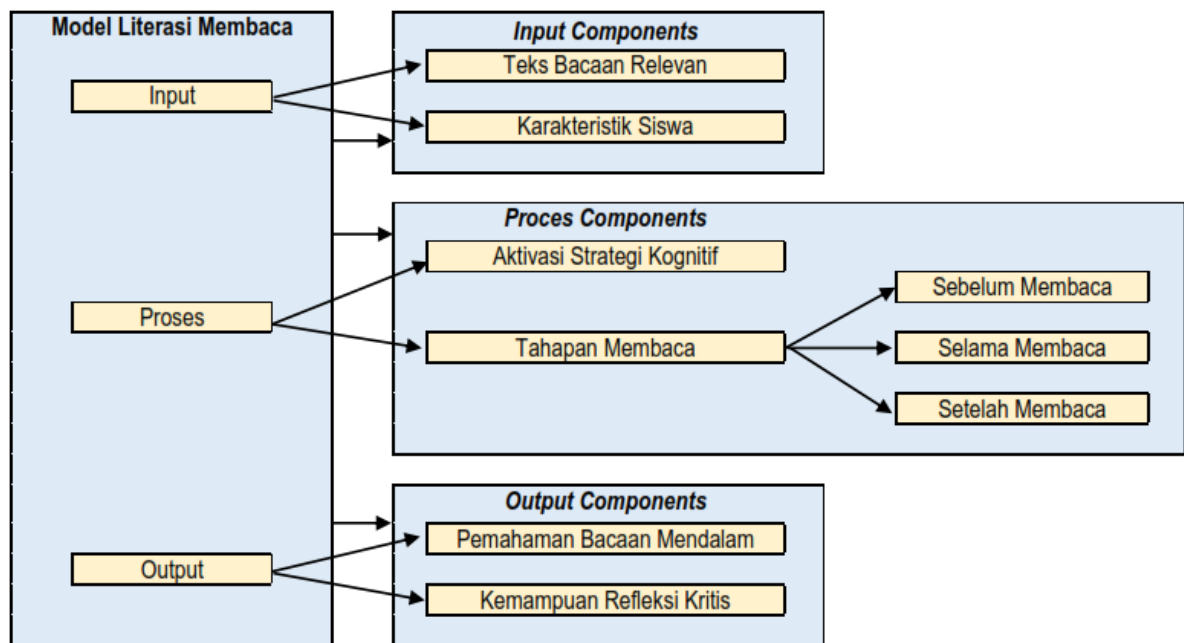 Model Literasi Membaca
Input
Proses
Output
Input Components
Teks Bacaan Relevan
Karakteristik Siswa
Proces Components
Aktivasi Strategi Kognitif
Tahapan Membaca
Sebelum Membaca
Selama Membaca
Setelah Membaca
Output Components
Pemahaman Bacaan Mendalam
Kemampuan Refleksi Kritis